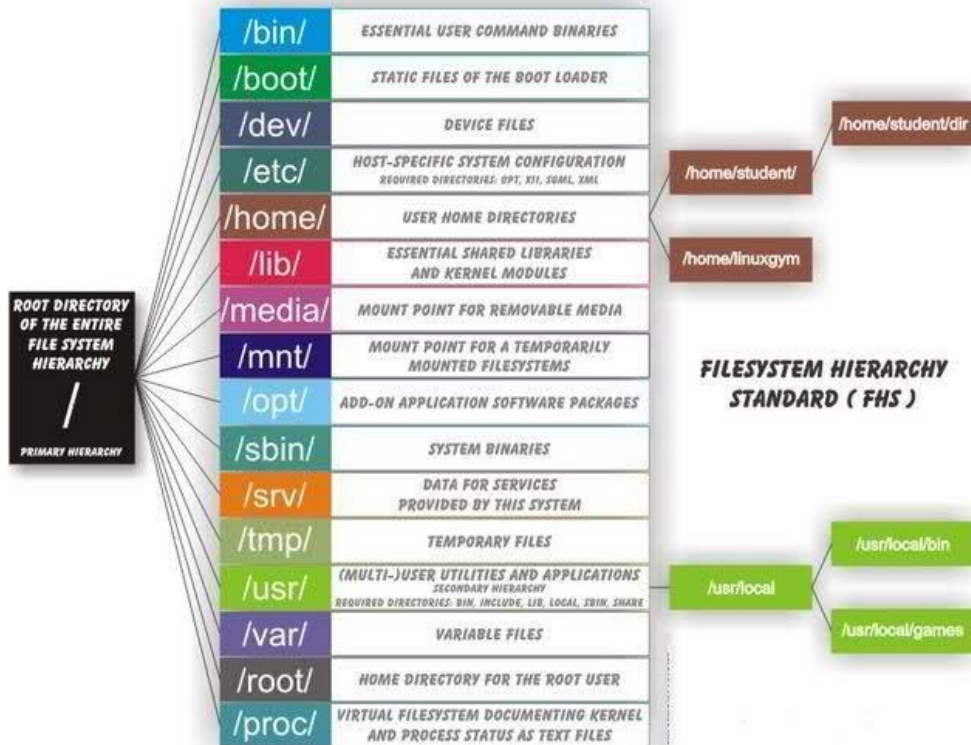 ROOT DIRECTORY
OF THE ENTIRE
FILE SYSTEM
HIERARCHY
/
PRIMARY HIERARCHY
/bin/
ESSENTIAL USER COMMAND BINARIES
/boot/
STATIC FILES OF THE BOOT LOADER
/dev/
DEVICE FILES
/etc/
HOST-SPECIFIC SYSTEM CONFIGURATION
REQUIRED DIRECTORIES: OPT, X11, SGML, XML
/home/
USER HOME DIRECTORIES
/lib/
ESSENTIAL SHARED LIBRARIES
AND KERNEL MODULES
/media/
MOUNT POINT FOR REMOVABLE MEDIA
/mnt/
MOUNT POINT FOR A TEMPORARILY
MOUNTED FILESYSTEMS
/opt/
ADD-ON APPLICATION SOFTWARE PACKAGES
/sbin/
SYSTEM BINARIES
/srv/
DATA FOR SERVICES
PROVIDED BY THIS SYSTEM
/tmp/
TEMPORARY FILES
/usr/
(MULTI-)USER UTILITIES AND APPLICATIONS
SECONDARY HIERARCHY
REQUIRED DIRECTORIES: BIN, INCLUDE, LIB, LOCAL, SBIN, SHARE
/var/
VARIABLE FILES
/root/
HOME DIRECTORY FOR THE ROOT USER
/proc/
VIRTUAL FILESYSTEM DOCUMENTING KERNEL
AND PROCESS STATUS AS TEXT FILES
/home/student/
/home/student/dir
/home/linuxgym
FILESYSTEM HIERARCHY
STANDARD ( FHS )
/usr/local
/usr/local/bin
/usr/local/games